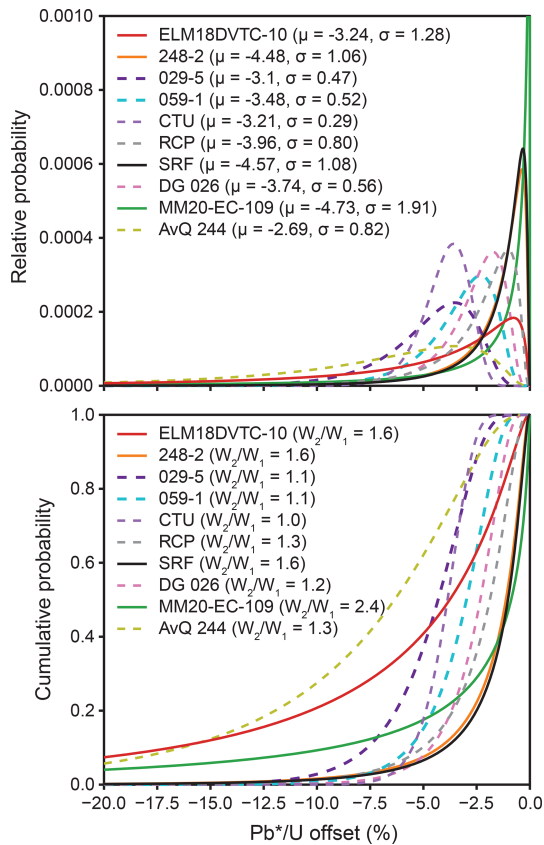 0.0010
0.0008
0.0006
0.0004
0.0002
0.0000
Relative probability
ELM18DVTC-10 (μ = -3.24, σ = 1.28)
248-2 (μ = -4.48, σ = 1.06)
029-5 (μ = -3.1, σ = 0.47)
059-1 (μ = -3.48, σ = 0.52)
CTU (μ = -3.21, σ = 0.29)
RCP (μ = -3.96, σ = 0.80)
SRF (μ = -4.57, σ = 1.08)
DG 026 (μ = -3.74, σ = 0.56)
MM20-EC-109 (μ = -4.73, σ = 1.91)
AvQ 244 (μ = -2.69, σ = 0.82)
1.0
0.8
0.6
0.4
0.2
0.0
Cumulative probability
ELM18DVTC-10 (W₂/W₁ = 1.6)
248-2 (W₂/W₁ = 1.6)
029-5 (W₂/W₁ = 1.1)
059-1 (W₂/W₁ = 1.1)
CTU (W₂/W₁ = 1.0)
RCP (W₂/W₁ = 1.3)
SRF (W₂/W₁ = 1.6)
DG 026 (W₂/W₁ = 1.2)
MM20-EC-109 (W₂/W₁ = 2.4)
AvQ 244 (W₂/W₁ = 1.3)
−20.0 −17.5 −15.0 −12.5 −10.0 −7.5 −5.0 −2.5 0.0
Pb*/U offset (%)